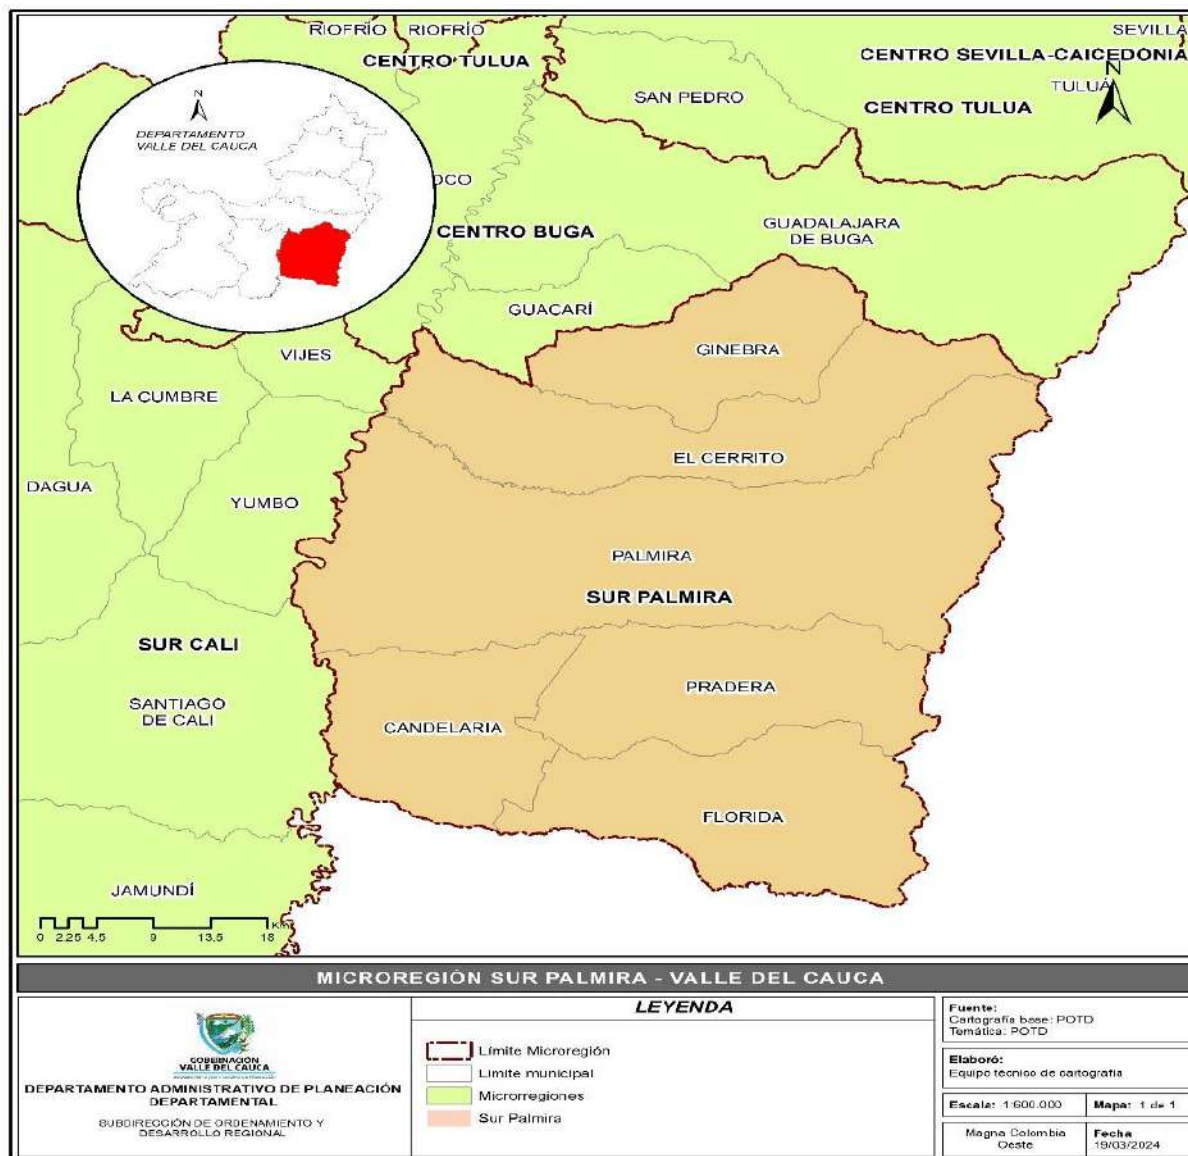 RIOFRÍO
RIOFRÍO
SEVILLA
CENTRO TULUA
CENTRO SEVILLA-CAICEDONIA
N
TULUÁ
SAN PEDRO
CENTRO TULUA
N
DEPARTAMENTO
VALLE DEL CAUCA
OCO
CENTRO BUGA
GUADALAJARA
DE BUGA
GUACARÍ
VIJES
GINEBRA
LA CUMBRE
EL CERRITO
DAGUA
YUMBO
PALMIRA
SUR PALMIRA
SUR CALI
PRADERA
SANTIAGO
DE CALI
CANDELARIA
FLORIDA
JAMUNDÍ
Km
0 2.25 4.5 9 13.5 18
MICROREGIÓN SUR PALMIRA - VALLE DEL CAUCA
GOBERNACIÓN
VALLE DEL CAUCA
DEPARTAMENTO ADMINISTRATIVO DE PLANEACIÓN
DEPARTAMENTAL
SUBDIRECCIÓN DE ORDENAMIENTO Y
DESARROLLO REGIONAL
LEYENDA
Límite Microregión
Límite municipal
Microrregiones
Sur Palmira
Fuente:
Cartografía base: POTD
Temática: POTD
Elaboró:
Equipo técnico de cartografía
Escala: 1:600.000
Mapa: 1 de 1
Magna Colombia
Oeste
Fecha
19/03/2024